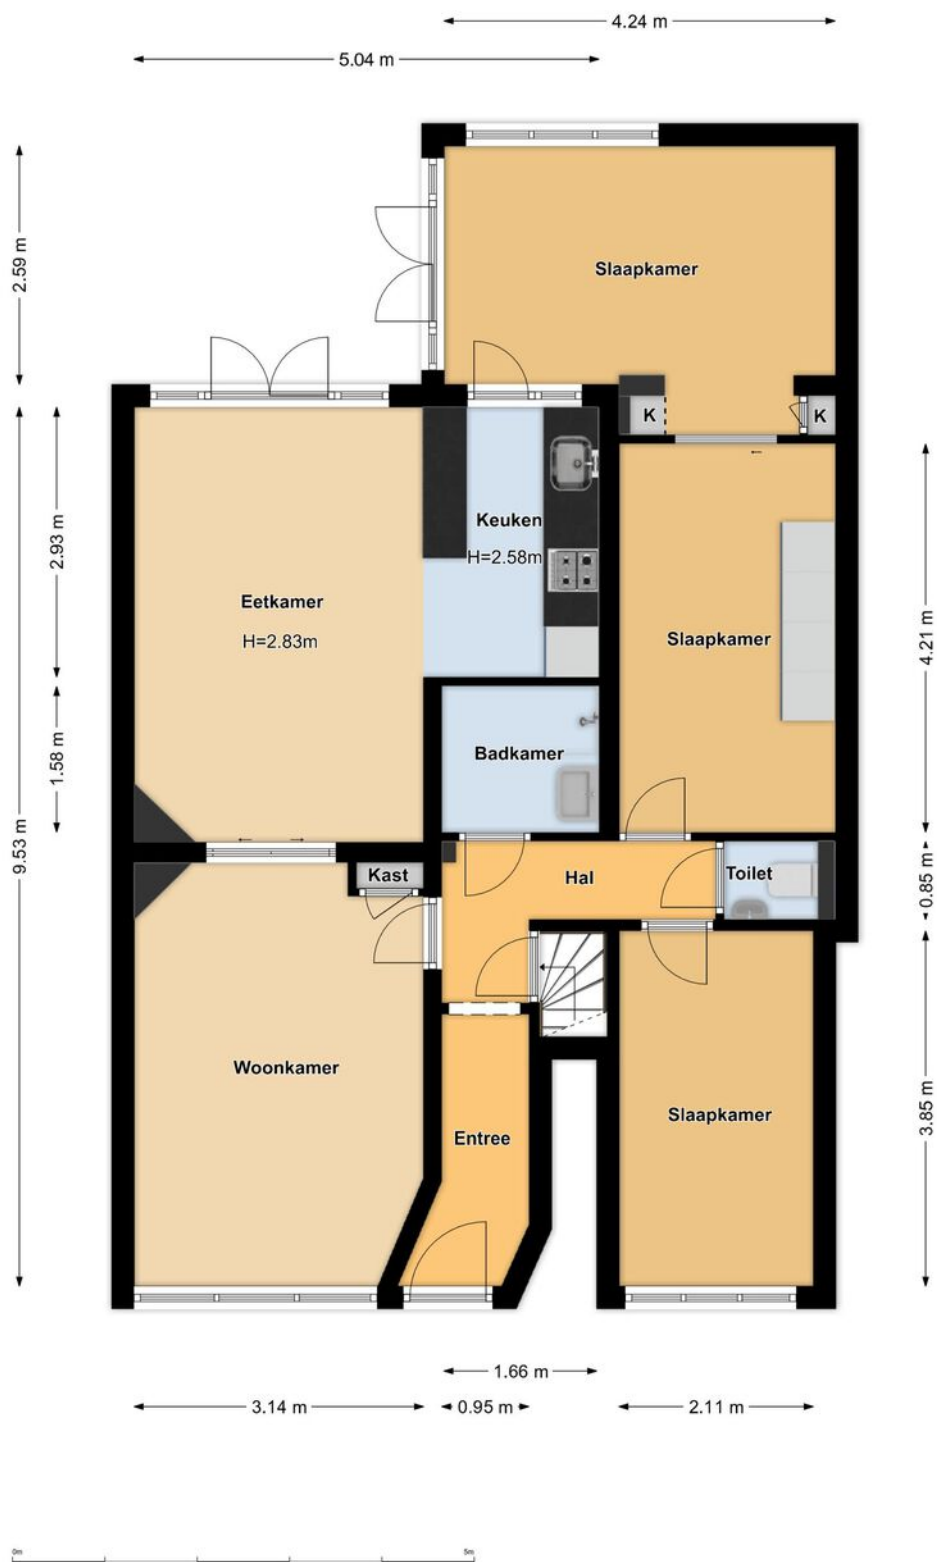 4.24 m
5.04 m
2.59 m
Slaapkamer
K
K
Keuken
H=2.58m
2.93 m
Eetkamer
H=2.83m
Slaapkamer
4.21 m
1.58 m
Badkamer
9.53 m
Kast
Hal
Toilet
0.85 m
Woonkamer
Entree
Slaapkamer
3.85 m
1.66 m
3.14 m
0.95 m
2.11 m
0m
5m